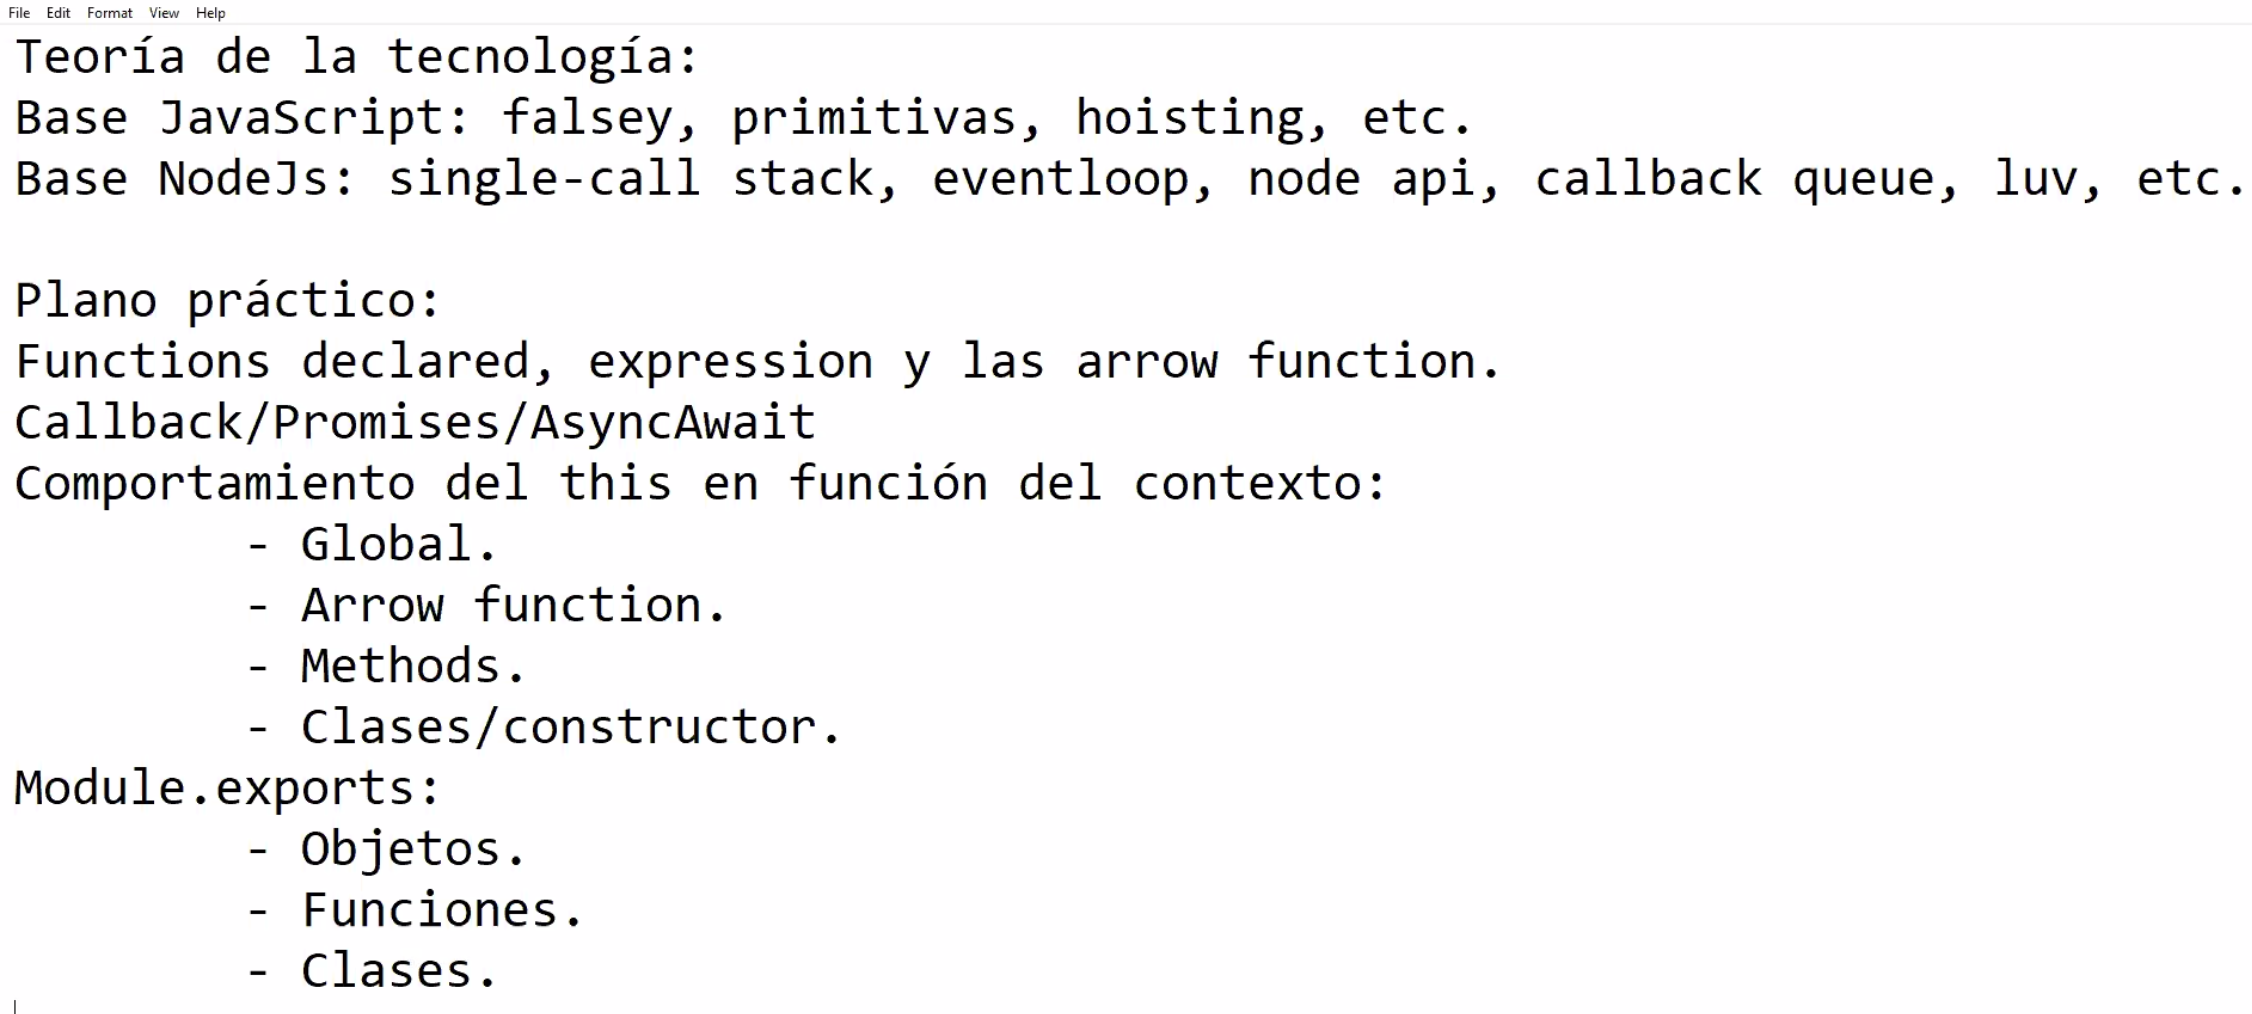 File Edit Format View Help
Teoría de la tecnología:
Base JavaScript: falsey, primitivas, hoisting, etc.
Base NodeJs: single-call stack, eventloop, node api, callback queue, luv, etc.
Plano práctico:
Functions declared, expression y las arrow function.
Callback/Promises/AsyncAwait
Comportamiento del this en función del contexto:
- Global.
- Arrow function.
- Methods.
- Clases/constructor.
Module.exports:
- Objetos.
- Funciones.
- Clases.